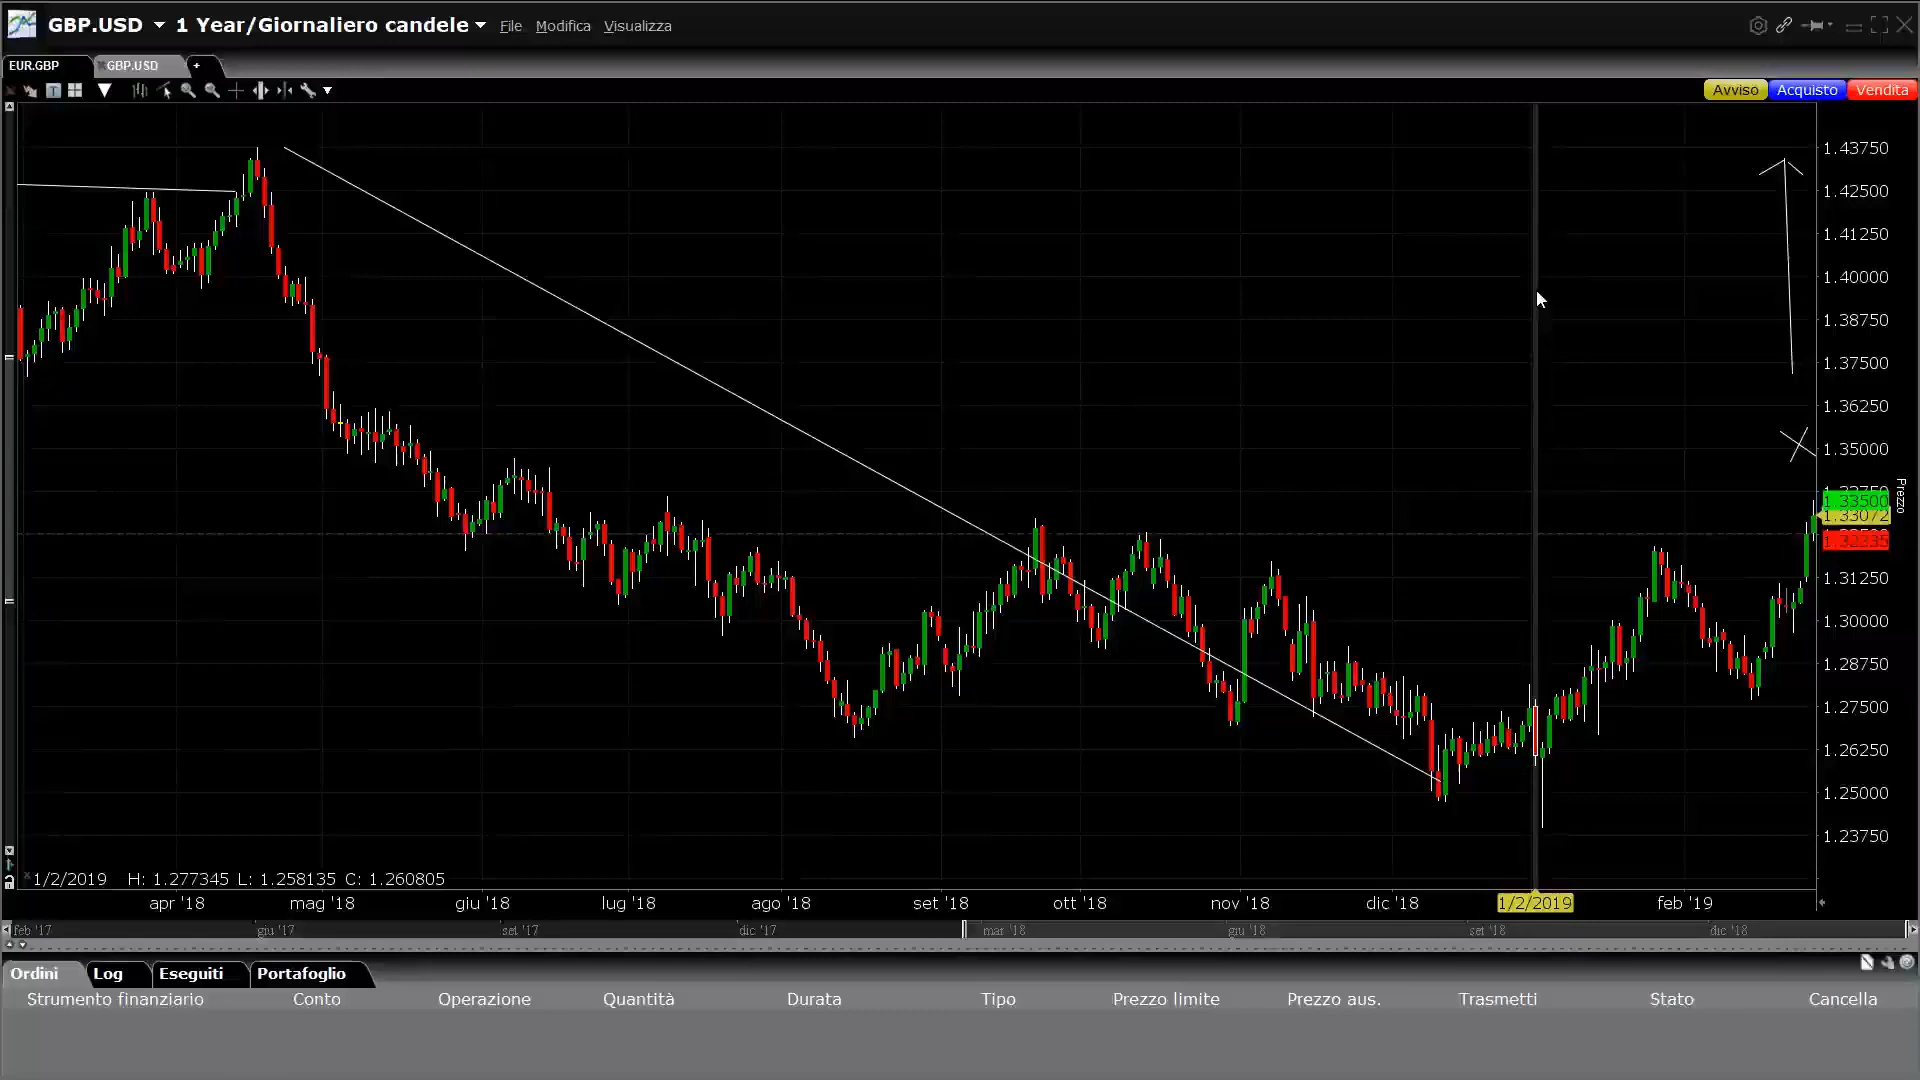 GBP.USD 1 Year/Giornaliero candele File Modifica Visualizza
EUR.GBP GBP.USD +
T Avviso Acquisto Vendita
1.43750
1.42500
1.41250
1.40000
1.38750
1.37500
1.36250
1.35000
1.33500
1.33072
1.32335
1.31250
1.30000
1.28750
1.27500
1.26250
1.25000
1.23750
Prezzo
1/2/2019 H: 1.277345 L: 1.258135 C: 1.260805
apr '18 mag '18 giu '18 lug '18 ago '18 set '18 ott '18 nov '18 dic '18 1/2/2019 feb '19
feb '17 giu '17 set '17 dic '17 mar '18 giu '18 set '18 dic '18
Ordini Log Eseguiti Portafoglio
Strumento finanziario Conto Operazione Quantità Durata Tipo Prezzo limite Prezzo aus. Trasmetti Stato Cancella